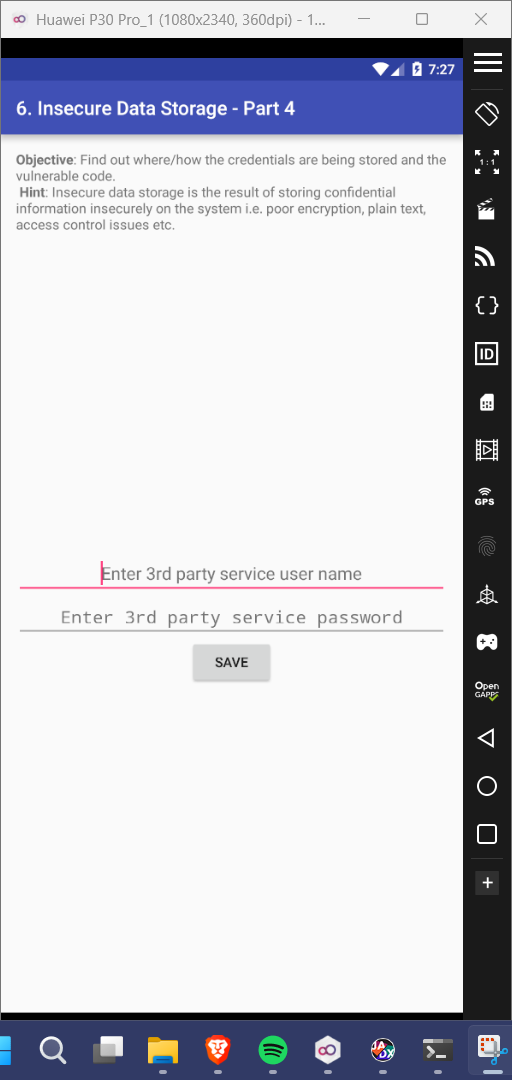 Huawei P30 Pro_1 (1080x2340, 360dpi) - 1...
7:27
6. Insecure Data Storage - Part 4
Objective: Find out where/how the credentials are being stored and the
vulnerable code.
Hint: Insecure data storage is the result of storing confidential
information insecurely on the system i.e. poor encryption, plain text,
access control issues etc.
1:1
ID
GPS
Open
GAPPS
Enter 3rd party service user name
Enter 3rd party service password
SAVE
JADX